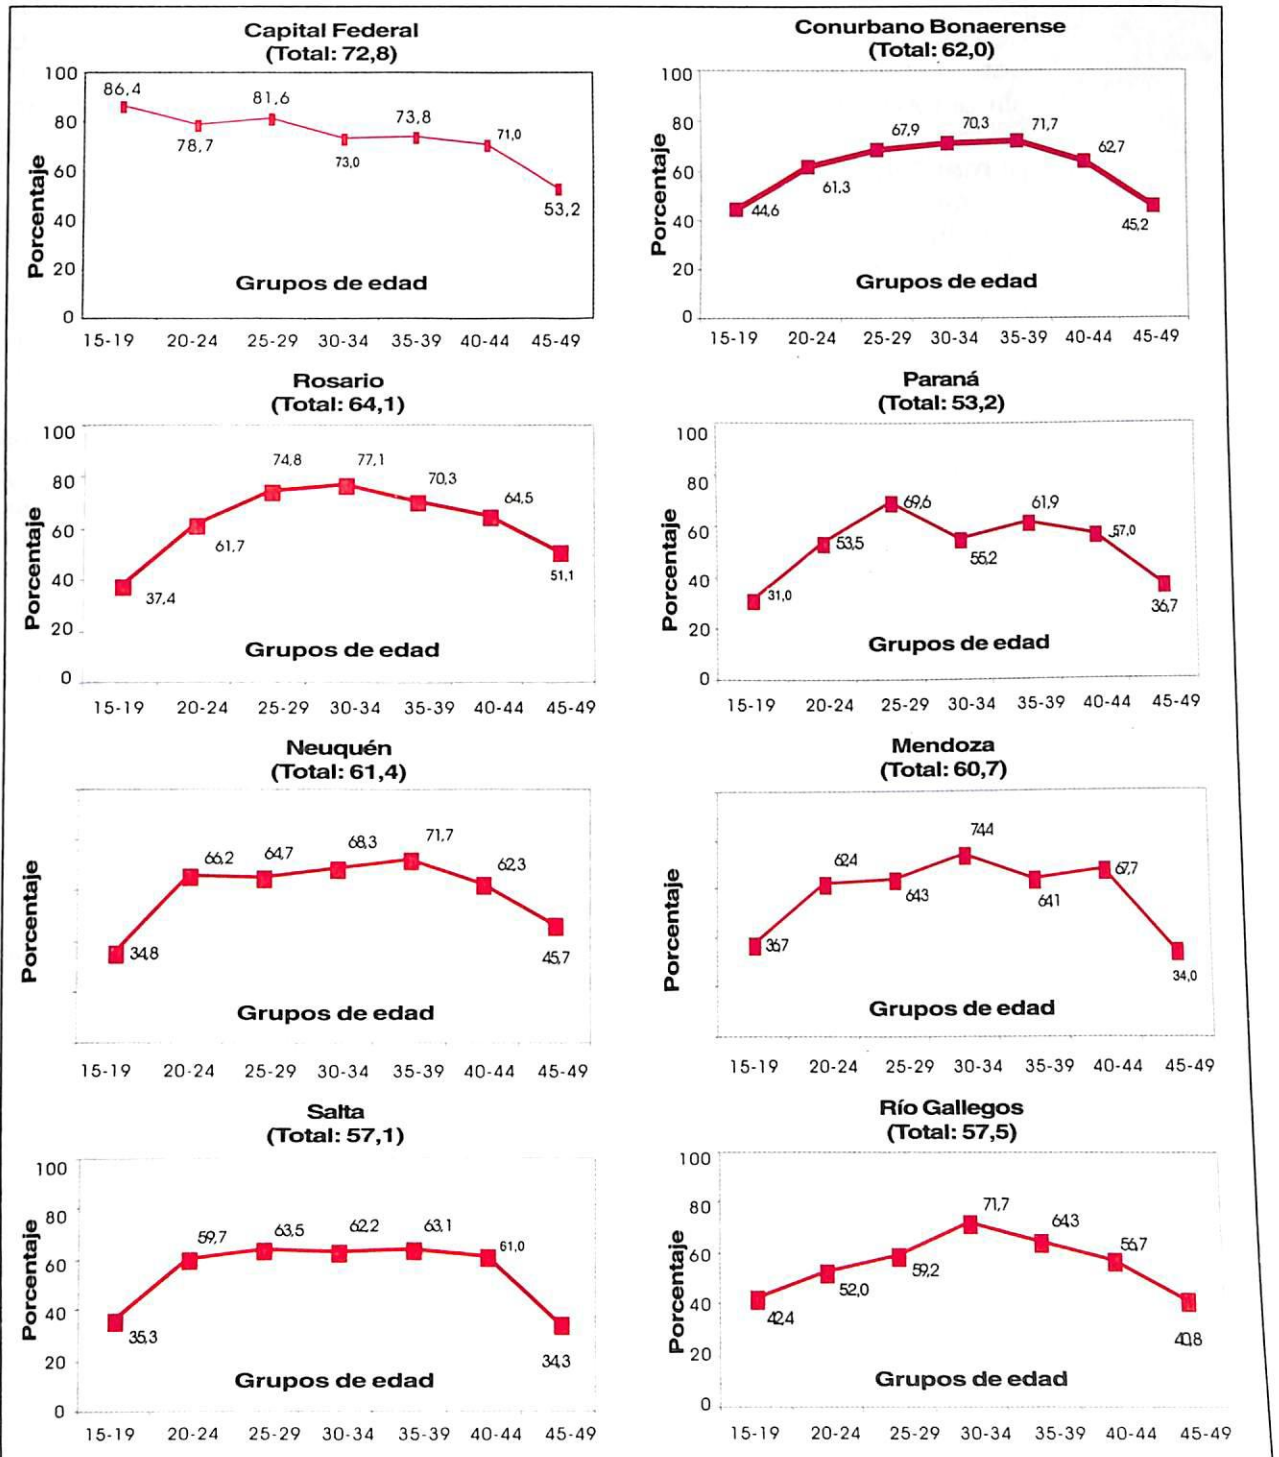 Capital Federal
(Total: 72,8)
Porcentaje
100
80
60
40
20
0
86,4
78,7
81,6
73,0
73,8
71,0
53,2
Grupos de edad
15-19 20-24 25-29 30-34 35-39 40-44 45-49
Conurbano Bonaerense
(Total: 62,0)
Porcentaje
100
80
60
40
20
0
44,6
61,3
67,9
70,3
71,7
62,7
45,2
Grupos de edad
15-19 20-24 25-29 30-34 35-39 40-44 45-49
Rosario
(Total: 64,1)
Porcentaje
100
80
60
40
20
0
37,4
61,7
74,8
77,1
70,3
64,5
51,1
Grupos de edad
15-19 20-24 25-29 30-34 35-39 40-44 45-49
Paraná
(Total: 53,2)
Porcentaje
100
80
60
40
20
0
31,0
53,5
69,6
55,2
61,9
57,0
36,7
Grupos de edad
15-19 20-24 25-29 30-34 35-39 40-44 45-49
Neuquén
(Total: 61,4)
Porcentaje
34,8
66,2
64,7
68,3
71,7
62,3
45,7
Grupos de edad
15-19 20-24 25-29 30-34 35-39 40-44 45-49
Mendoza
(Total: 60,7)
Porcentaje
36,7
62,4
64,3
74,4
64,1
67,7
34,0
Grupos de edad
15-19 20-24 25-29 30-34 35-39 40-44 45-49
Salta
(Total: 57,1)
Porcentaje
100
80
60
40
20
0
35,3
59,7
63,5
62,2
63,1
61,0
34,3
Grupos de edad
15-19 20-24 25-29 30-34 35-39 40-44 45-49
Río Gallegos
(Total: 57,5)
Porcentaje
100
80
60
40
20
0
42,4
52,0
59,2
71,7
64,3
56,7
40,8
Grupos de edad
15-19 20-24 25-29 30-34 35-39 40-44 45-49